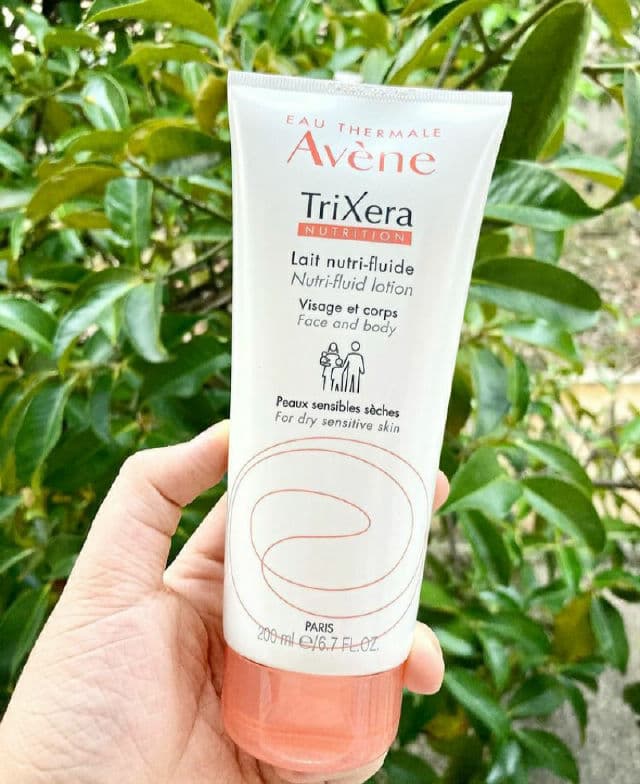 EAU THERMALE
Avène
TriXera
NUTRITION
Lait nutri-fluide
Nutri-fluid lotion
Visage et corps
Face and body
Peaux sensibles sèches
For dry sensitive skin
PARIS
200 ml e/6.7 FL.OZ.